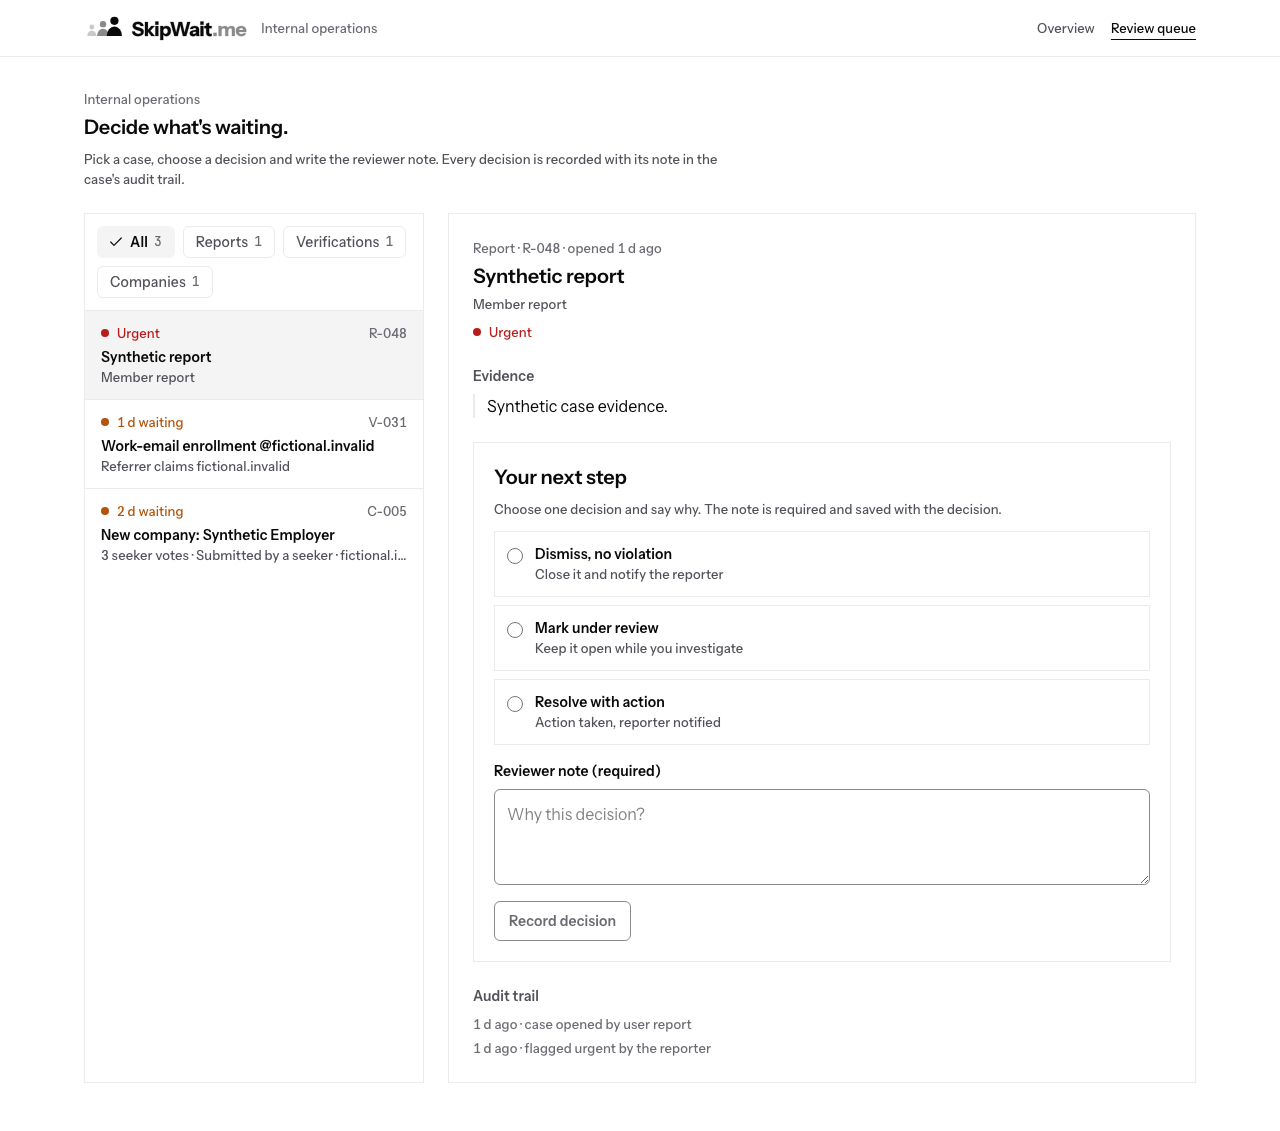 SkipWait.me
Internal operations
Overview
Review queue
Internal operations
Decide what's waiting.
Pick a case, choose a decision and write the reviewer note. Every decision is recorded with its note in the
case's audit trail.
All 3
Reports 1
Verifications 1
Companies 1
Urgent
R-048
Synthetic report
Member report
1 d waiting
V-031
Work-email enrollment @fictional.invalid
Referrer claims fictional.invalid
2 d waiting
C-005
New company: Synthetic Employer
3 seeker votes · Submitted by a seeker · fictional.i...
Report · R-048 · opened 1 d ago
Synthetic report
Member report
Urgent
Evidence
Synthetic case evidence.
Your next step
Choose one decision and say why. The note is required and saved with the decision.
Dismiss, no violation
Close it and notify the reporter
Mark under review
Keep it open while you investigate
Resolve with action
Action taken, reporter notified
Reviewer note (required)
Why this decision?
Record decision
Audit trail
1 d ago · case opened by user report
1 d ago · flagged urgent by the reporter